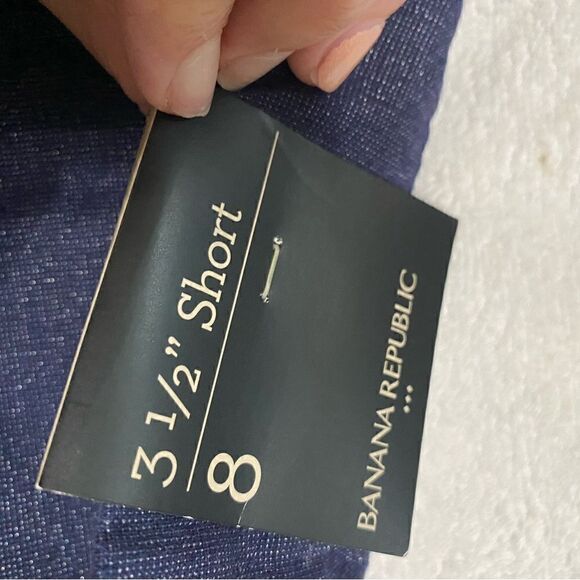 3 1/2” Short
8
BANANA REPUBLIC